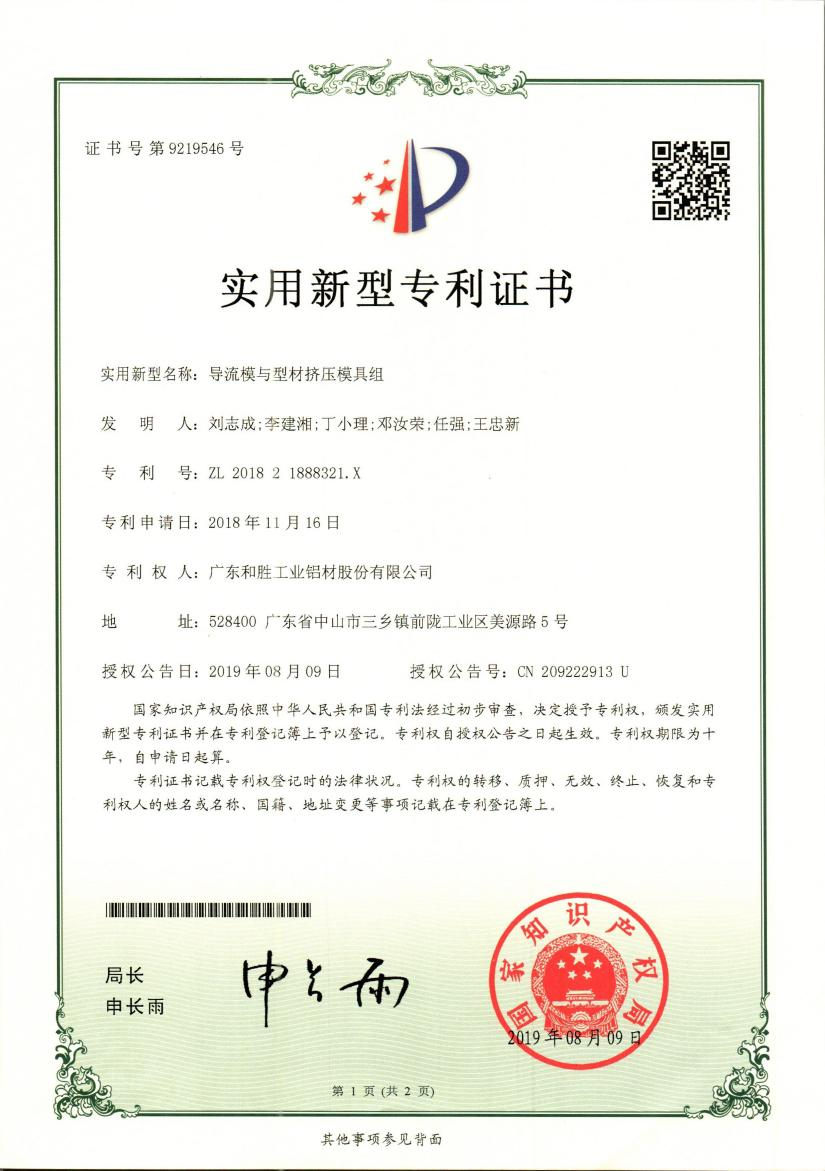 证书号第9219546号
实用新型专利证书
实用新型名称：导流模与型材挤压模具组
发明人：刘志成;李建湘;丁小理;邓汝荣;任强;王忠新
专利号：ZL 2018 2 1888321.X
专利申请日：2018年11月16日
专利权人：广东和胜工业铝材股份有限公司
地址：528400 广东省中山市三乡镇前陇工业区美源路5号
授权公告日：2019年08月09日 授权公告号：CN 209222913 U
国家知识产权局依照中华人民共和国专利法经过初步审查，决定授予专利权，颁发实用
新型专利证书并在专利登记簿上予以登记。专利权自授权公告之日起生效。专利权期限为十
年，自申请日起算。
专利证书记载专利权登记时的法律状况。专利权的转移、质押、无效、终止、恢复和专
利权人的姓名或名称、国籍、地址变更等事项记载在专利登记簿上。
局长
申长雨
申长雨
国家知识产权局
2019年08月09日
第 1 页 (共 2 页)
其他事项参见背面